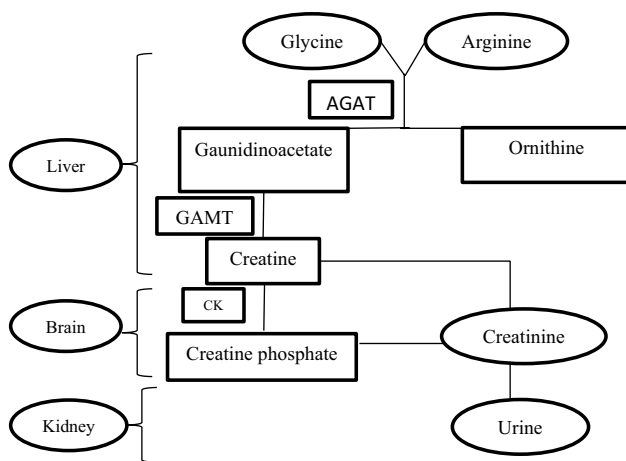 Glycine
Arginine
AGAT
Gaunidinoacetate
Ornithine
Liver
GAMT
Creatine
CK
Brain
Creatinine
Creatine phosphate
Kidney
Urine